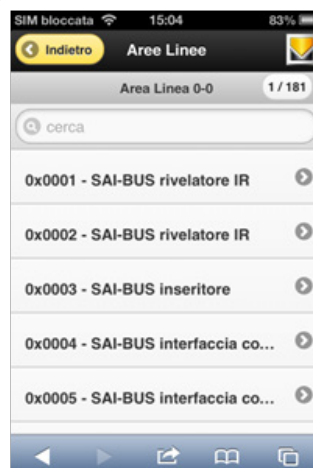 SIM bloccata 15:04 83%
Indietro Aree Linee
Area Linea 0-0 1 / 181
cerca
0x0001 - SAI-BUS rivelatore IR
0x0002 - SAI-BUS rivelatore IR
0x0003 - SAI-BUS inseritore
0x0004 - SAI-BUS interfaccia co...
0x0005 - SAI-BUS interfaccia co...